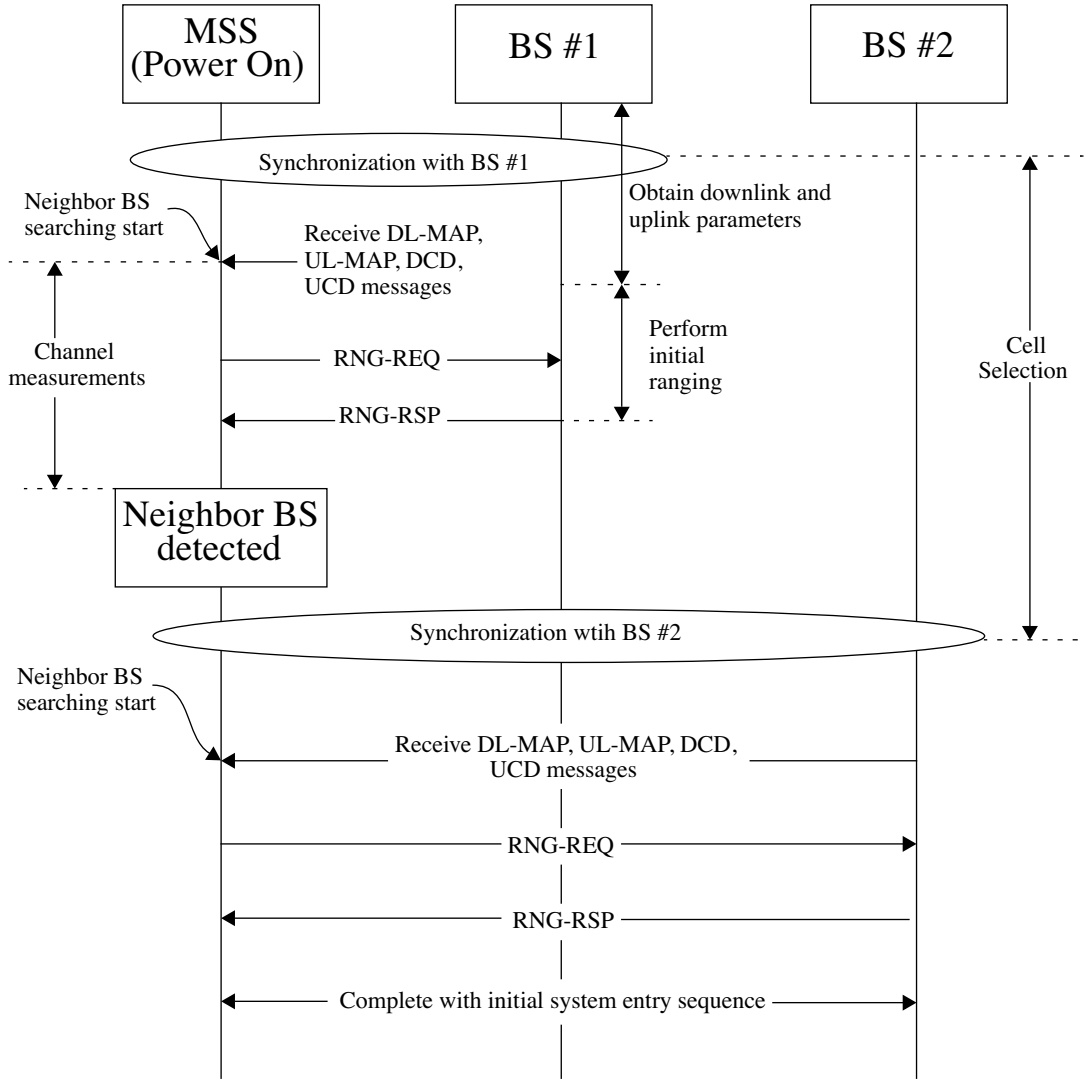 MSS
(Power On)
BS #1
BS #2
Synchronization with BS #1
Obtain downlink and
uplink parameters
Neighbor BS
searching start
Receive DL-MAP,
UL-MAP, DCD,
UCD messages
Channel
measurements
RNG-REQ
Perform
initial
ranging
Cell
Selection
RNG-RSP
Neighbor BS
detected
Synchronization wtih BS #2
Neighbor BS
searching start
Receive DL-MAP, UL-MAP, DCD,
UCD messages
RNG-REQ
RNG-RSP
Complete with initial system entry sequence